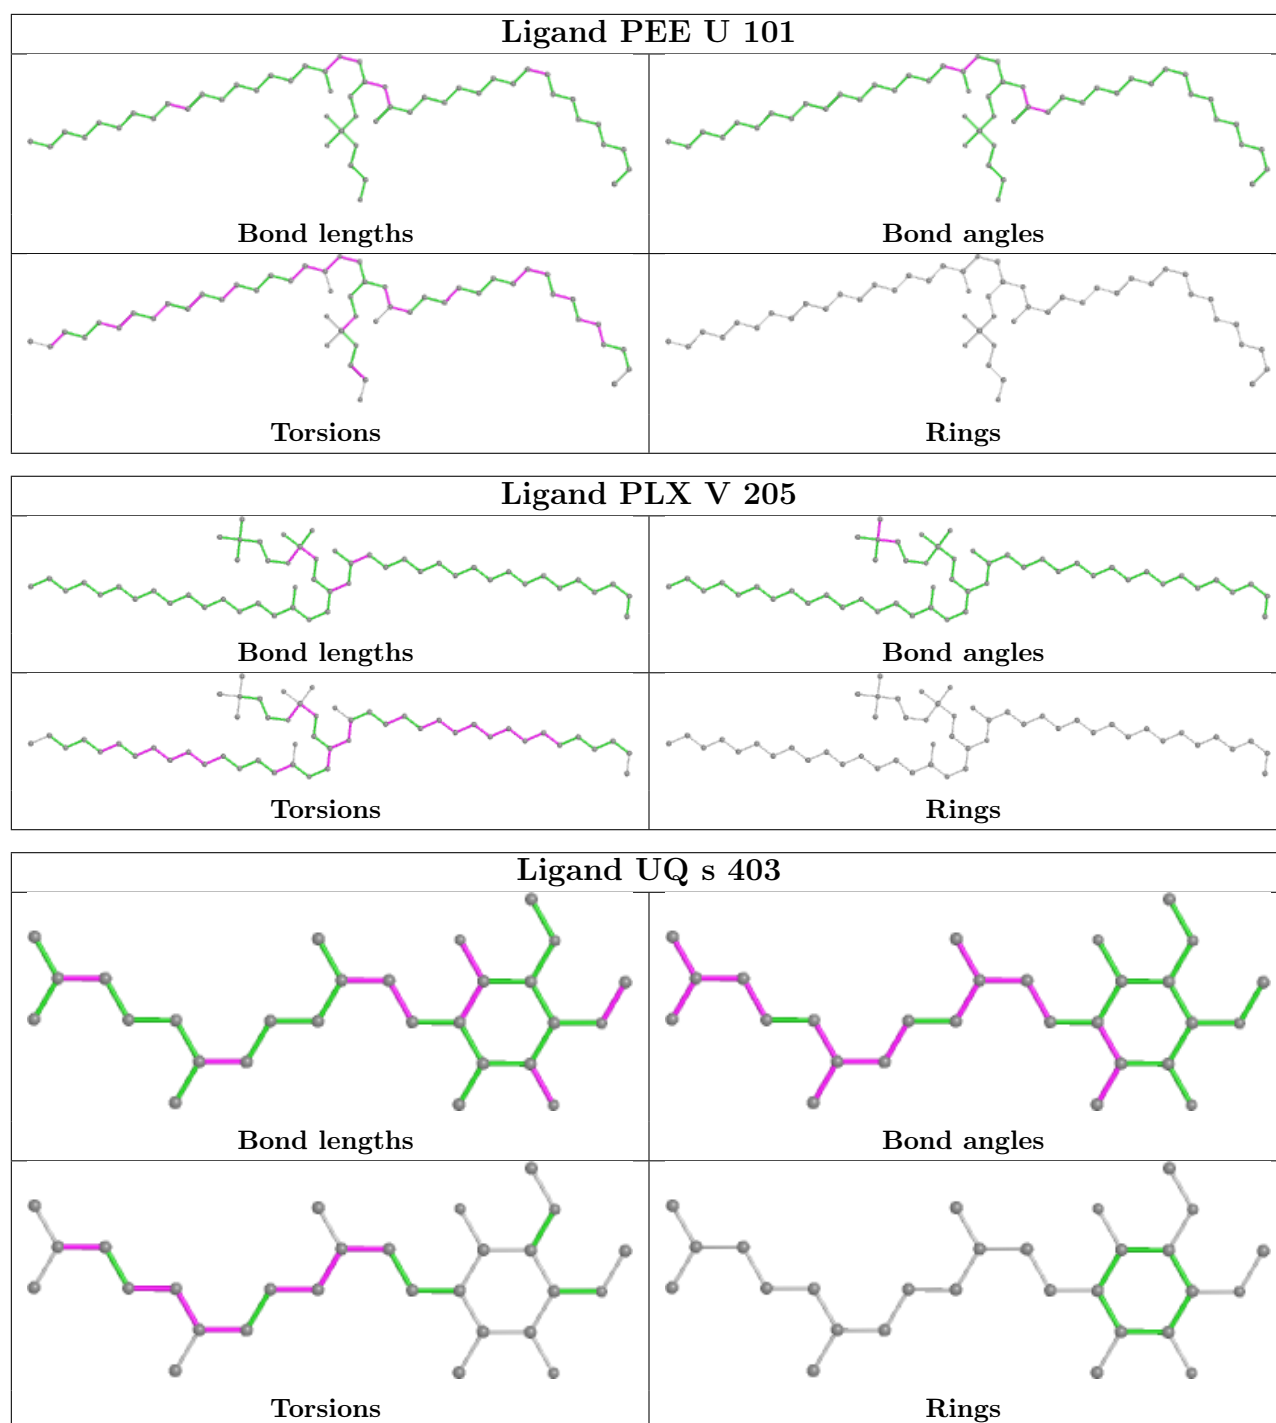 Ligand PEE U 101
Bond lengths
Bond angles
Torsions
Rings
Ligand PLX V 205
Bond lengths
Bond angles
Torsions
Rings
Ligand UQ s 403
Bond lengths
Bond angles
Torsions
Rings